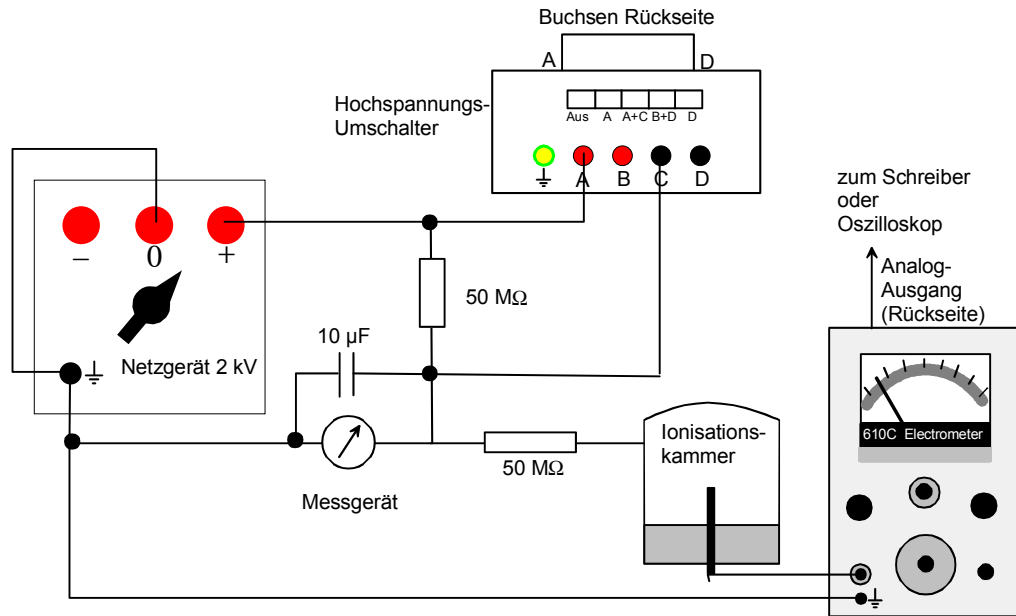 Buchsen Rückseite
A
D
Hochspannungs-
Umschalter
Aus A A+C B+D D
A B C D
zum Schreiber
oder
Oszilloskop
Analog-
Ausgang
(Rückseite)
– 0 +
50 MΩ
10 µF
Netzgerät 2 kV
610C Electrometer
Ionisations-
kammer
50 MΩ
Messgerät